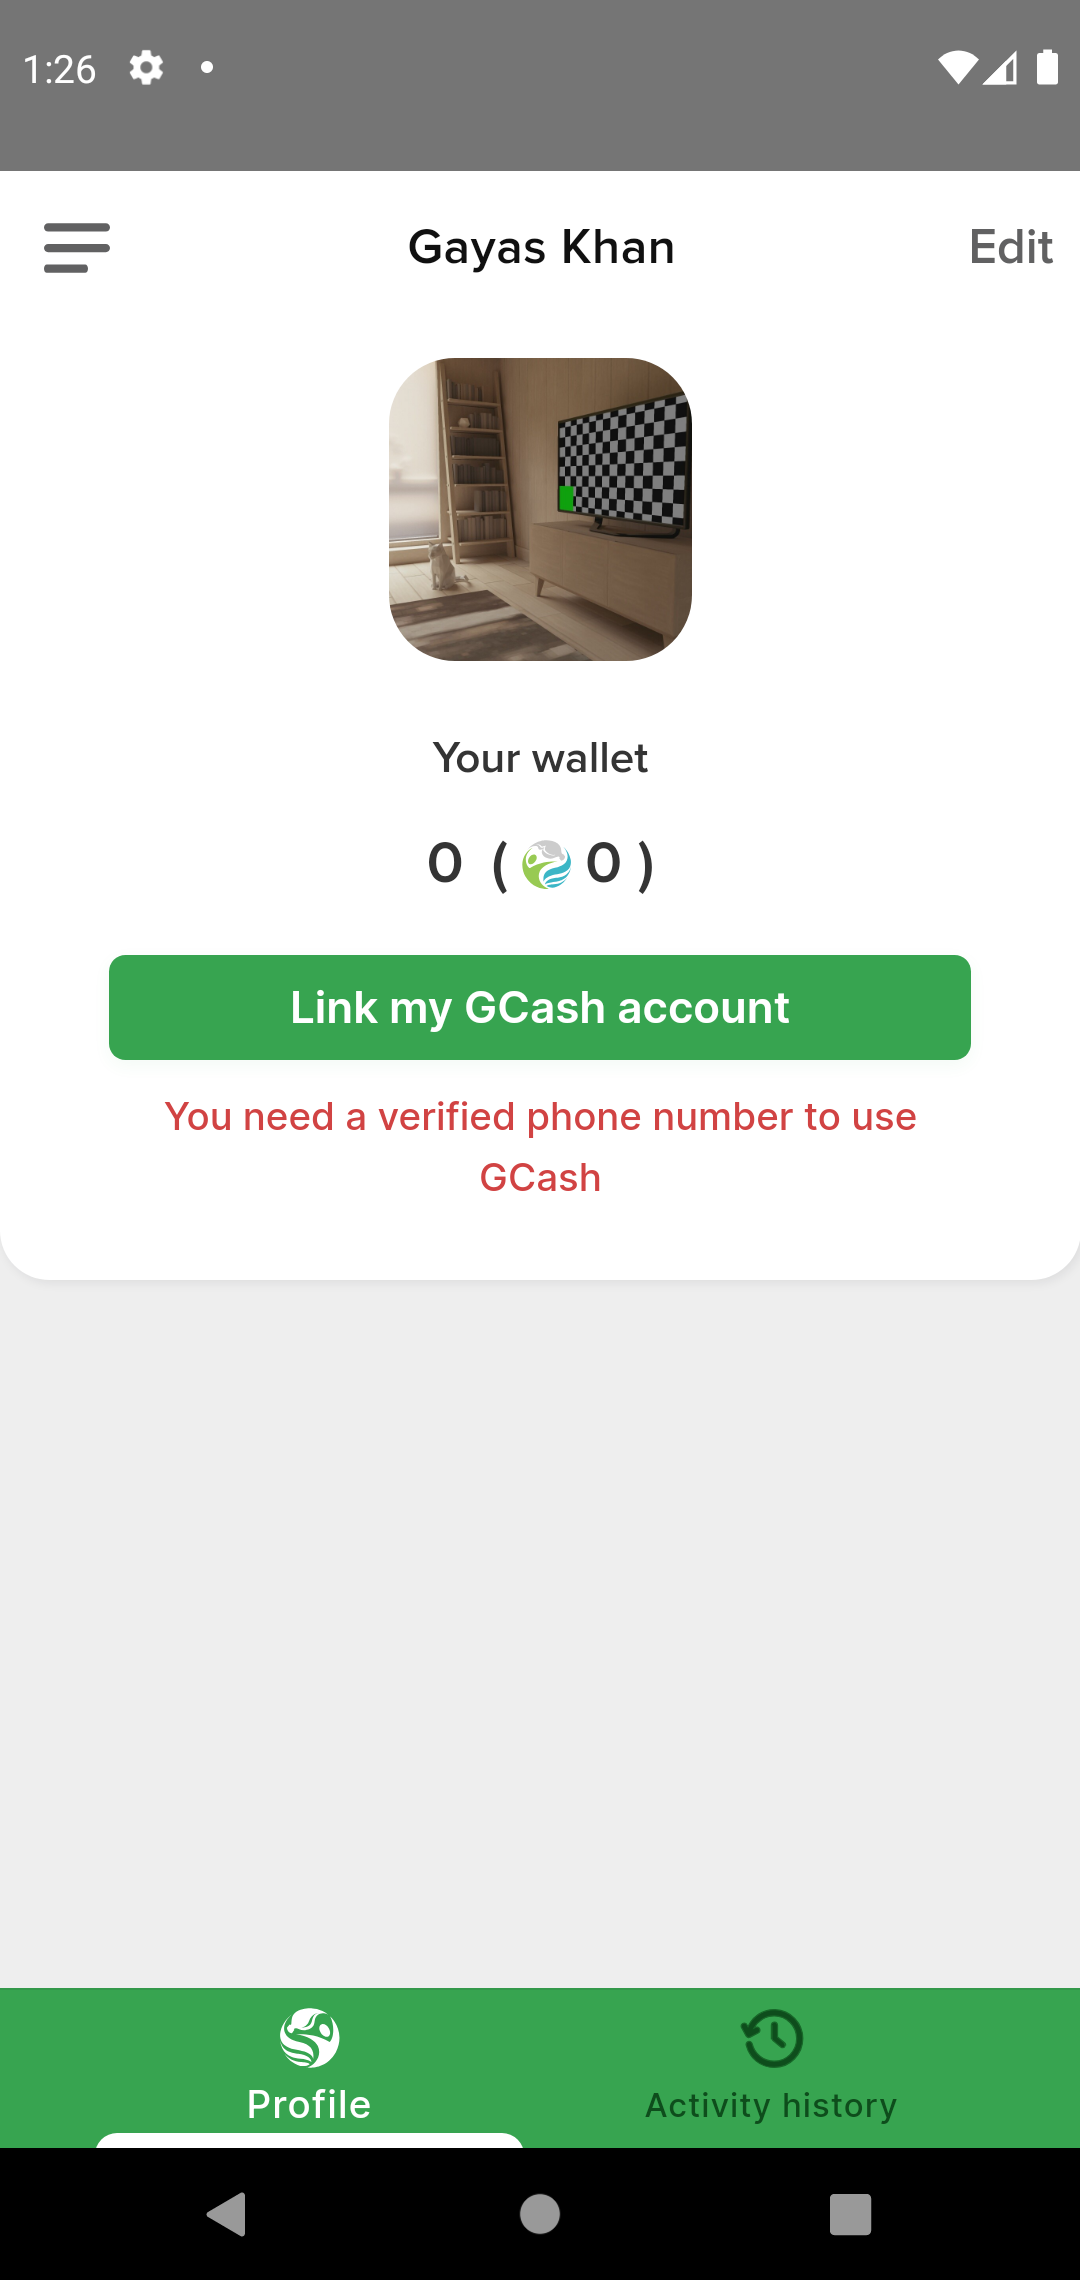 1:26
Gayas Khan
Edit
Your wallet
0 ( 0 )
Link my GCash account
You need a verified phone number to use
GCash
Profile
Activity history